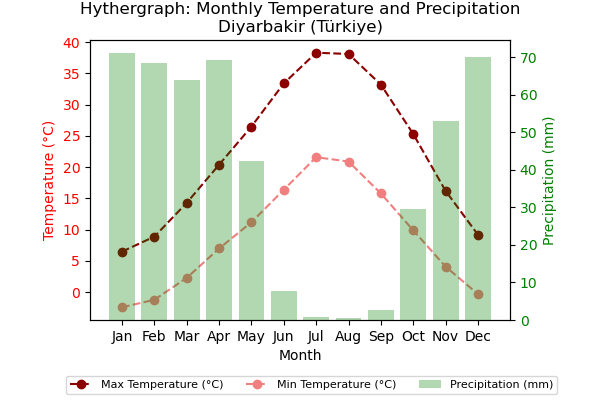 Hythergraph: Monthly Temperature and Precipitation
Diyarbakir (Türkiye)
Temperature (°C)
40
35
30
25
20
15
10
5
0
70
60
50
40
30
20
10
0
Precipitation (mm)
Jan Feb Mar Apr May Jun Jul Aug Sep Oct Nov Dec
Month
Max Temperature (°C) Min Temperature (°C) Precipitation (mm)